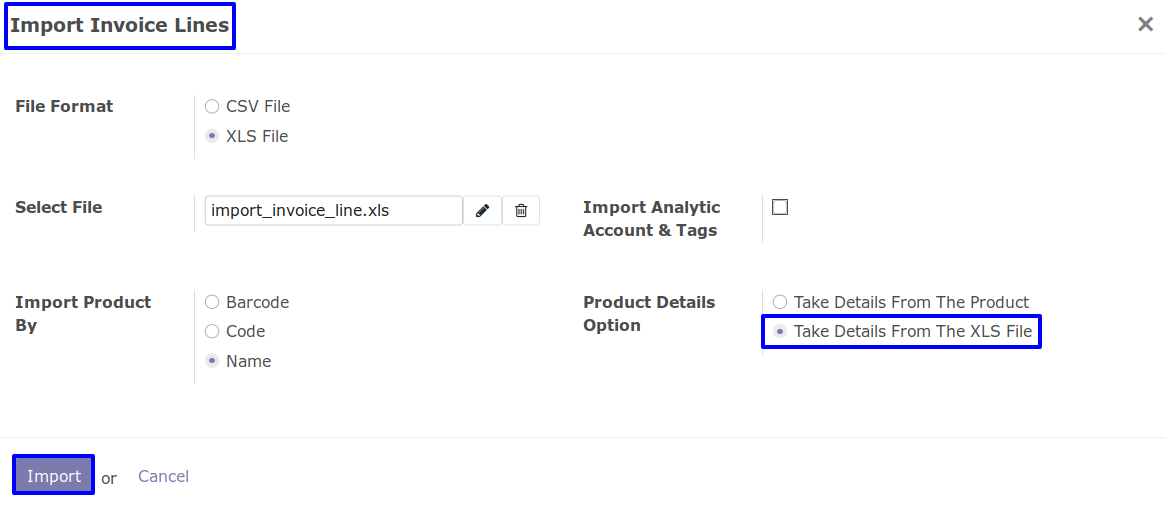 Import Invoice Lines
File Format
CSV File
XLS File
Select File
import_invoice_line.xls
Import Analytic
Account & Tags
Import Product
By
Barcode
Code
Name
Product Details
Option
Take Details From The Product
Take Details From The XLS File
Import or Cancel